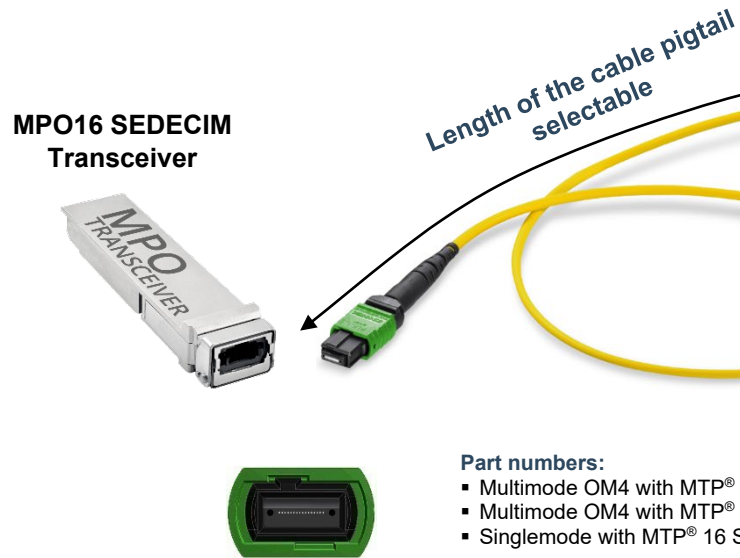 Length of the cable pigtail
selectable
MPO16 SEDECIM
Transceiver
MPO
TRANSCEIVER
Part numbers:
▪ Multimode OM4 with MTP®
▪ Multimode OM4 with MTP®
▪ Singlemode with MTP® 16 S